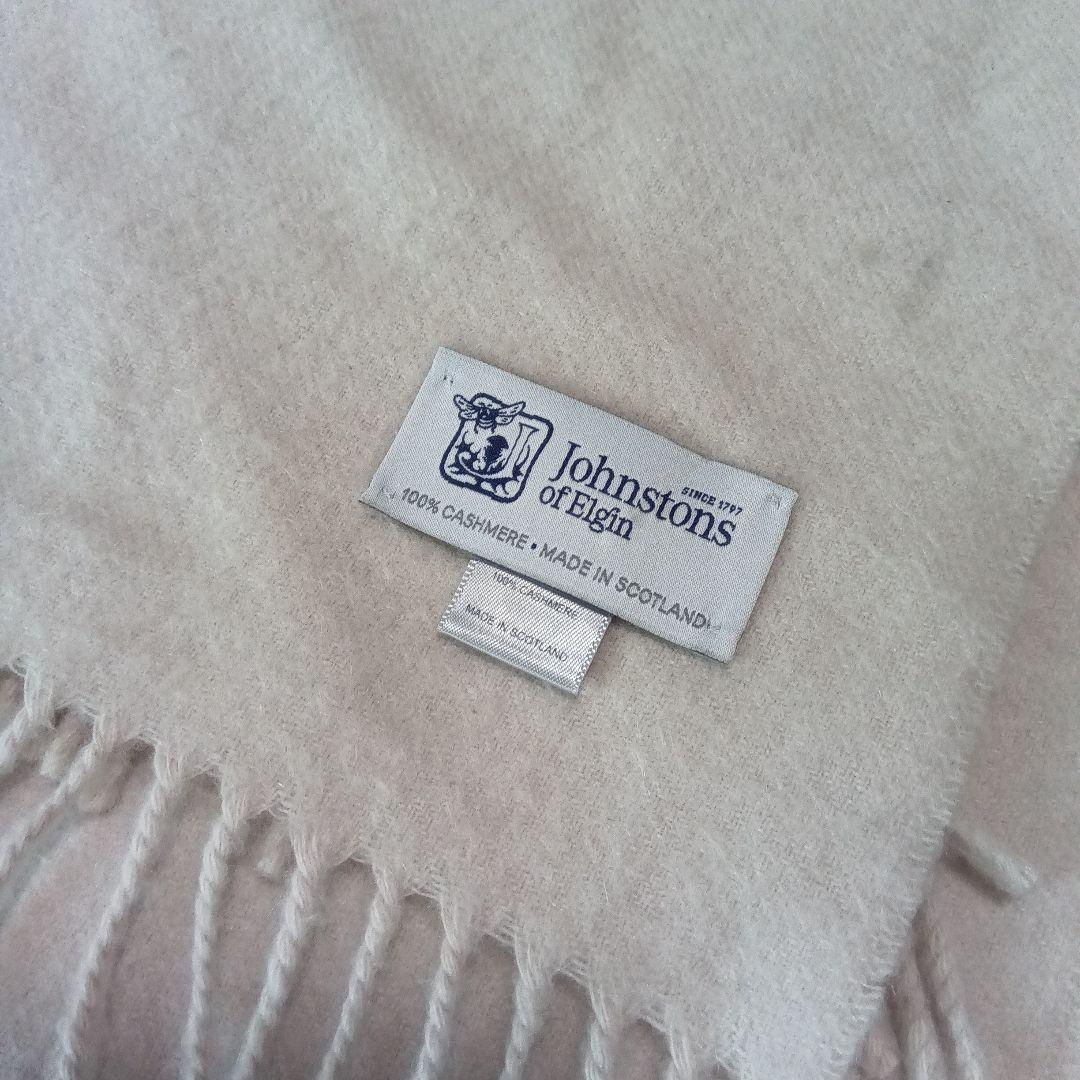 Johnstons
SINCE 1797
of Elgin
100% CASHMERE • MADE IN SCOTLAND
100% CASHMERE
MADE IN SCOTLAND